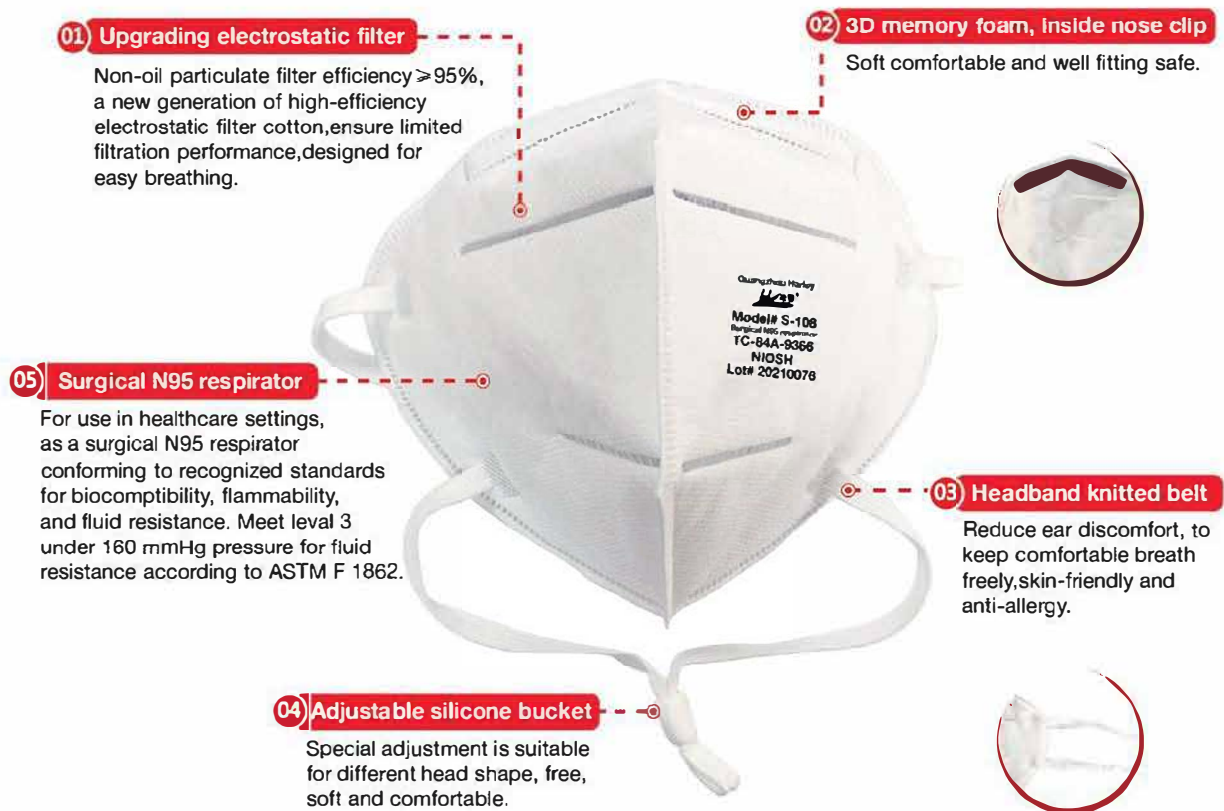 01 Upgrading electrostatic filter
Non-oil particulate filter efficiency ≥95%,
a new generation of high-efficiency
electrostatic filter cotton,ensure limited
filtration performance,designed for
easy breathing.
02 3D memory foam, inside nose clip
Soft comfortable and well fitting safe.
Guangzhou Harley
Model# S-108
Surgical N95 respirator
TC-84A-9366
NIOSH
Lot# 20210076
05 Surgical N95 respirator
For use in healthcare settings,
as a surgical N95 respirator
conforming to recognized standards
for biocomptibility, flammability,
and fluid resistance. Meet leval 3
under 160 mmHg pressure for fluid
resistance according to ASTM F 1862.
03 Headband knitted belt
Reduce ear discomfort, to
keep comfortable breath
freely,skin-friendly and
anti-allergy.
04 Adjustable silicone bucket
Special adjustment is suitable
for different head shape, free,
soft and comfortable.